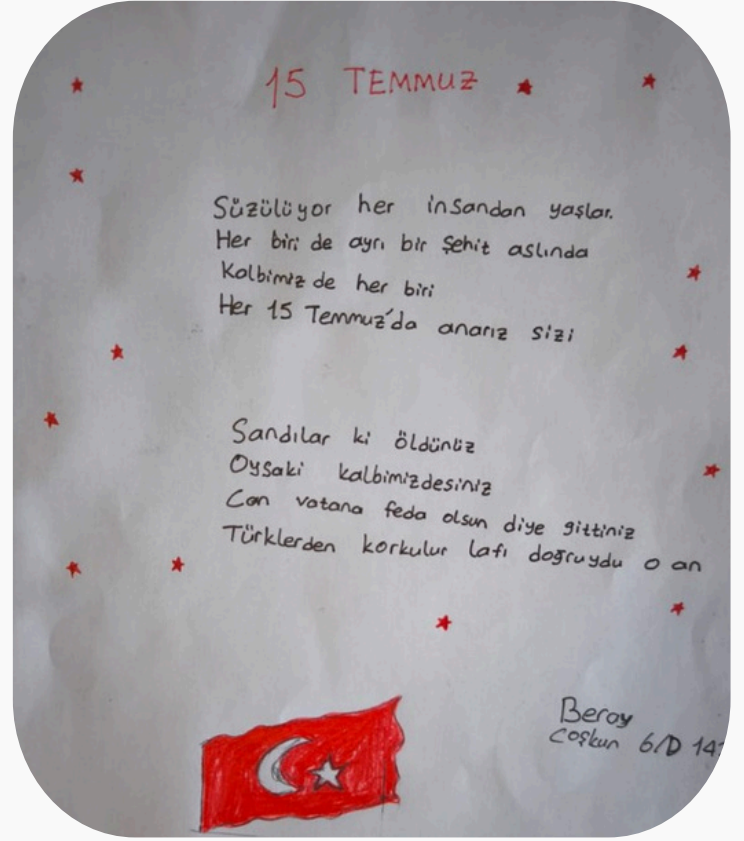 15 TEMMUZ
Süzülüyor her insandan yaşlar.
Her biri de ayrı bir şehit aslında
Kalbimizde her biri
Her 15 Temmuz'da anarız sizi
Sandılar ki öldünüz
Oysaki kalbimizdesiniz
Can vatana feda olsun diye gittiniz
Türklerden korkulur lafı doğruydu o an
Beray
Coşkun 6/D